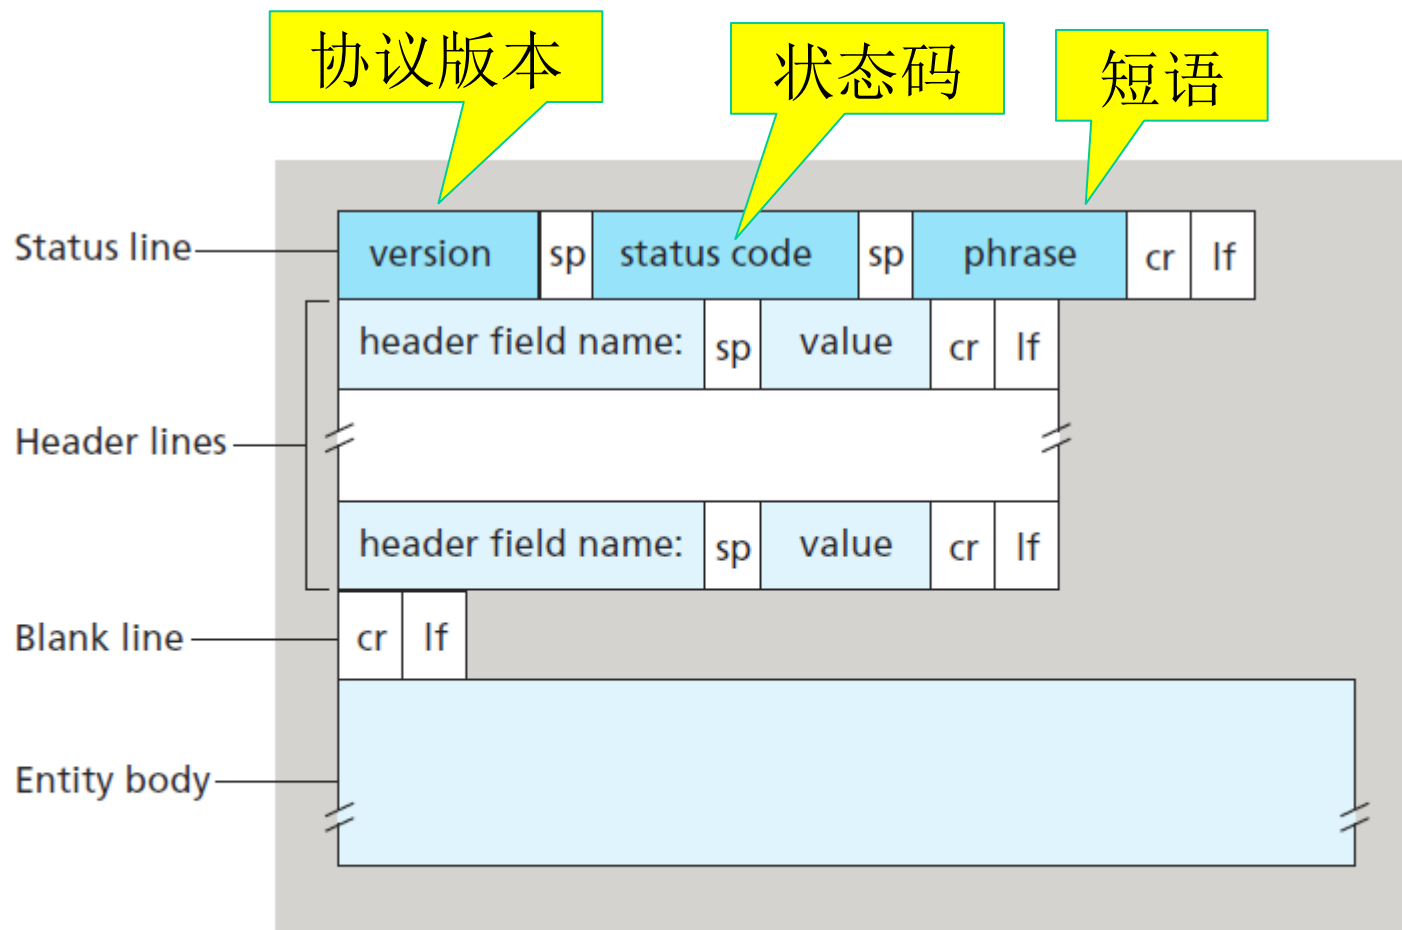 协议版本 状态码 短语
Status line version sp status code sp phrase cr lf
header field name: sp value cr lf
Header lines
header field name: sp value cr lf
Blank line cr lf
Entity body